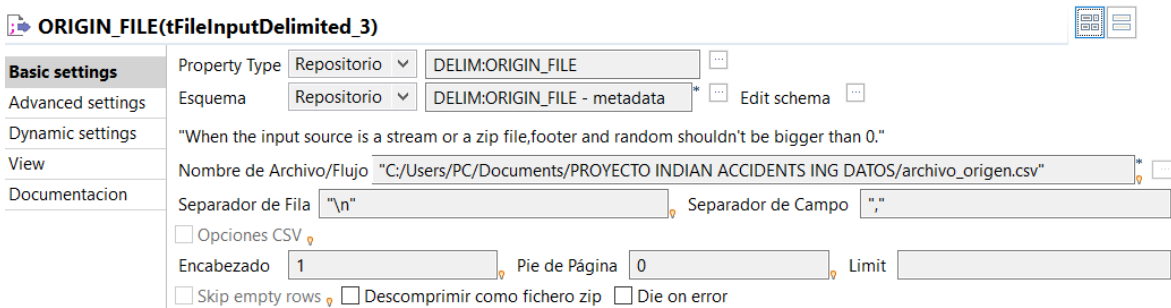 ORIGIN_FILE(tFileInputDelimited_3)
Basic settings
Advanced settings
Dynamic settings
View
Documentacion
Property Type Repositorio DELIM:ORIGIN_FILE ...
Esquema Repositorio DELIM:ORIGIN_FILE - metadata * ... Edit schema ...
"When the input source is a stream or a zip file,footer and random shouldn't be bigger than 0."
Nombre de Archivo/Flujo "C:/Users/PC/Documents/PROYECTO INDIAN ACCIDENTS ING DATOS/archivo_origen.csv" * ...
Separador de Fila "\n" Separador de Campo ","
Opciones CSV
Encabezado 1 Pie de Página 0 Limit
Skip empty rows Descomprimir como fichero zip Die on error